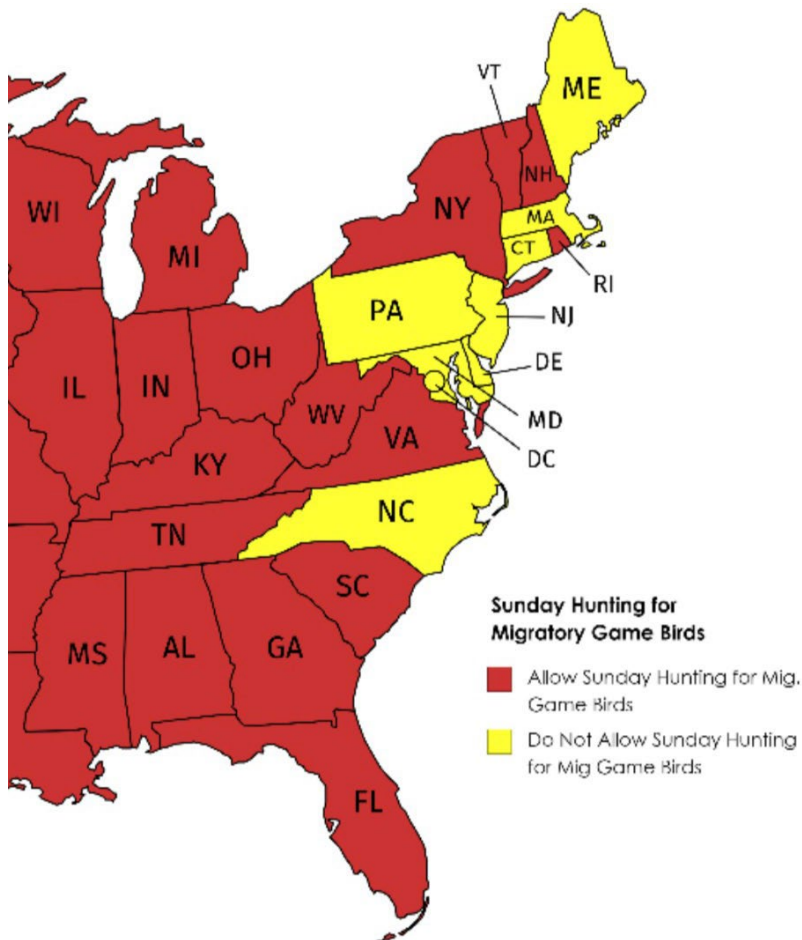 VT
ME
WI
NH
NY
MA
MI
CT
RI
PA
NJ
OH
DE
IL
IN
WV
MD
VA
DC
KY
NC
TN
SC
Sunday Hunting for
Migratory Game Birds
MS
AL
GA
Allow Sunday Hunting for Mig.
Game Birds
Do Not Allow Sunday Hunting
for Mig Game Birds
FL